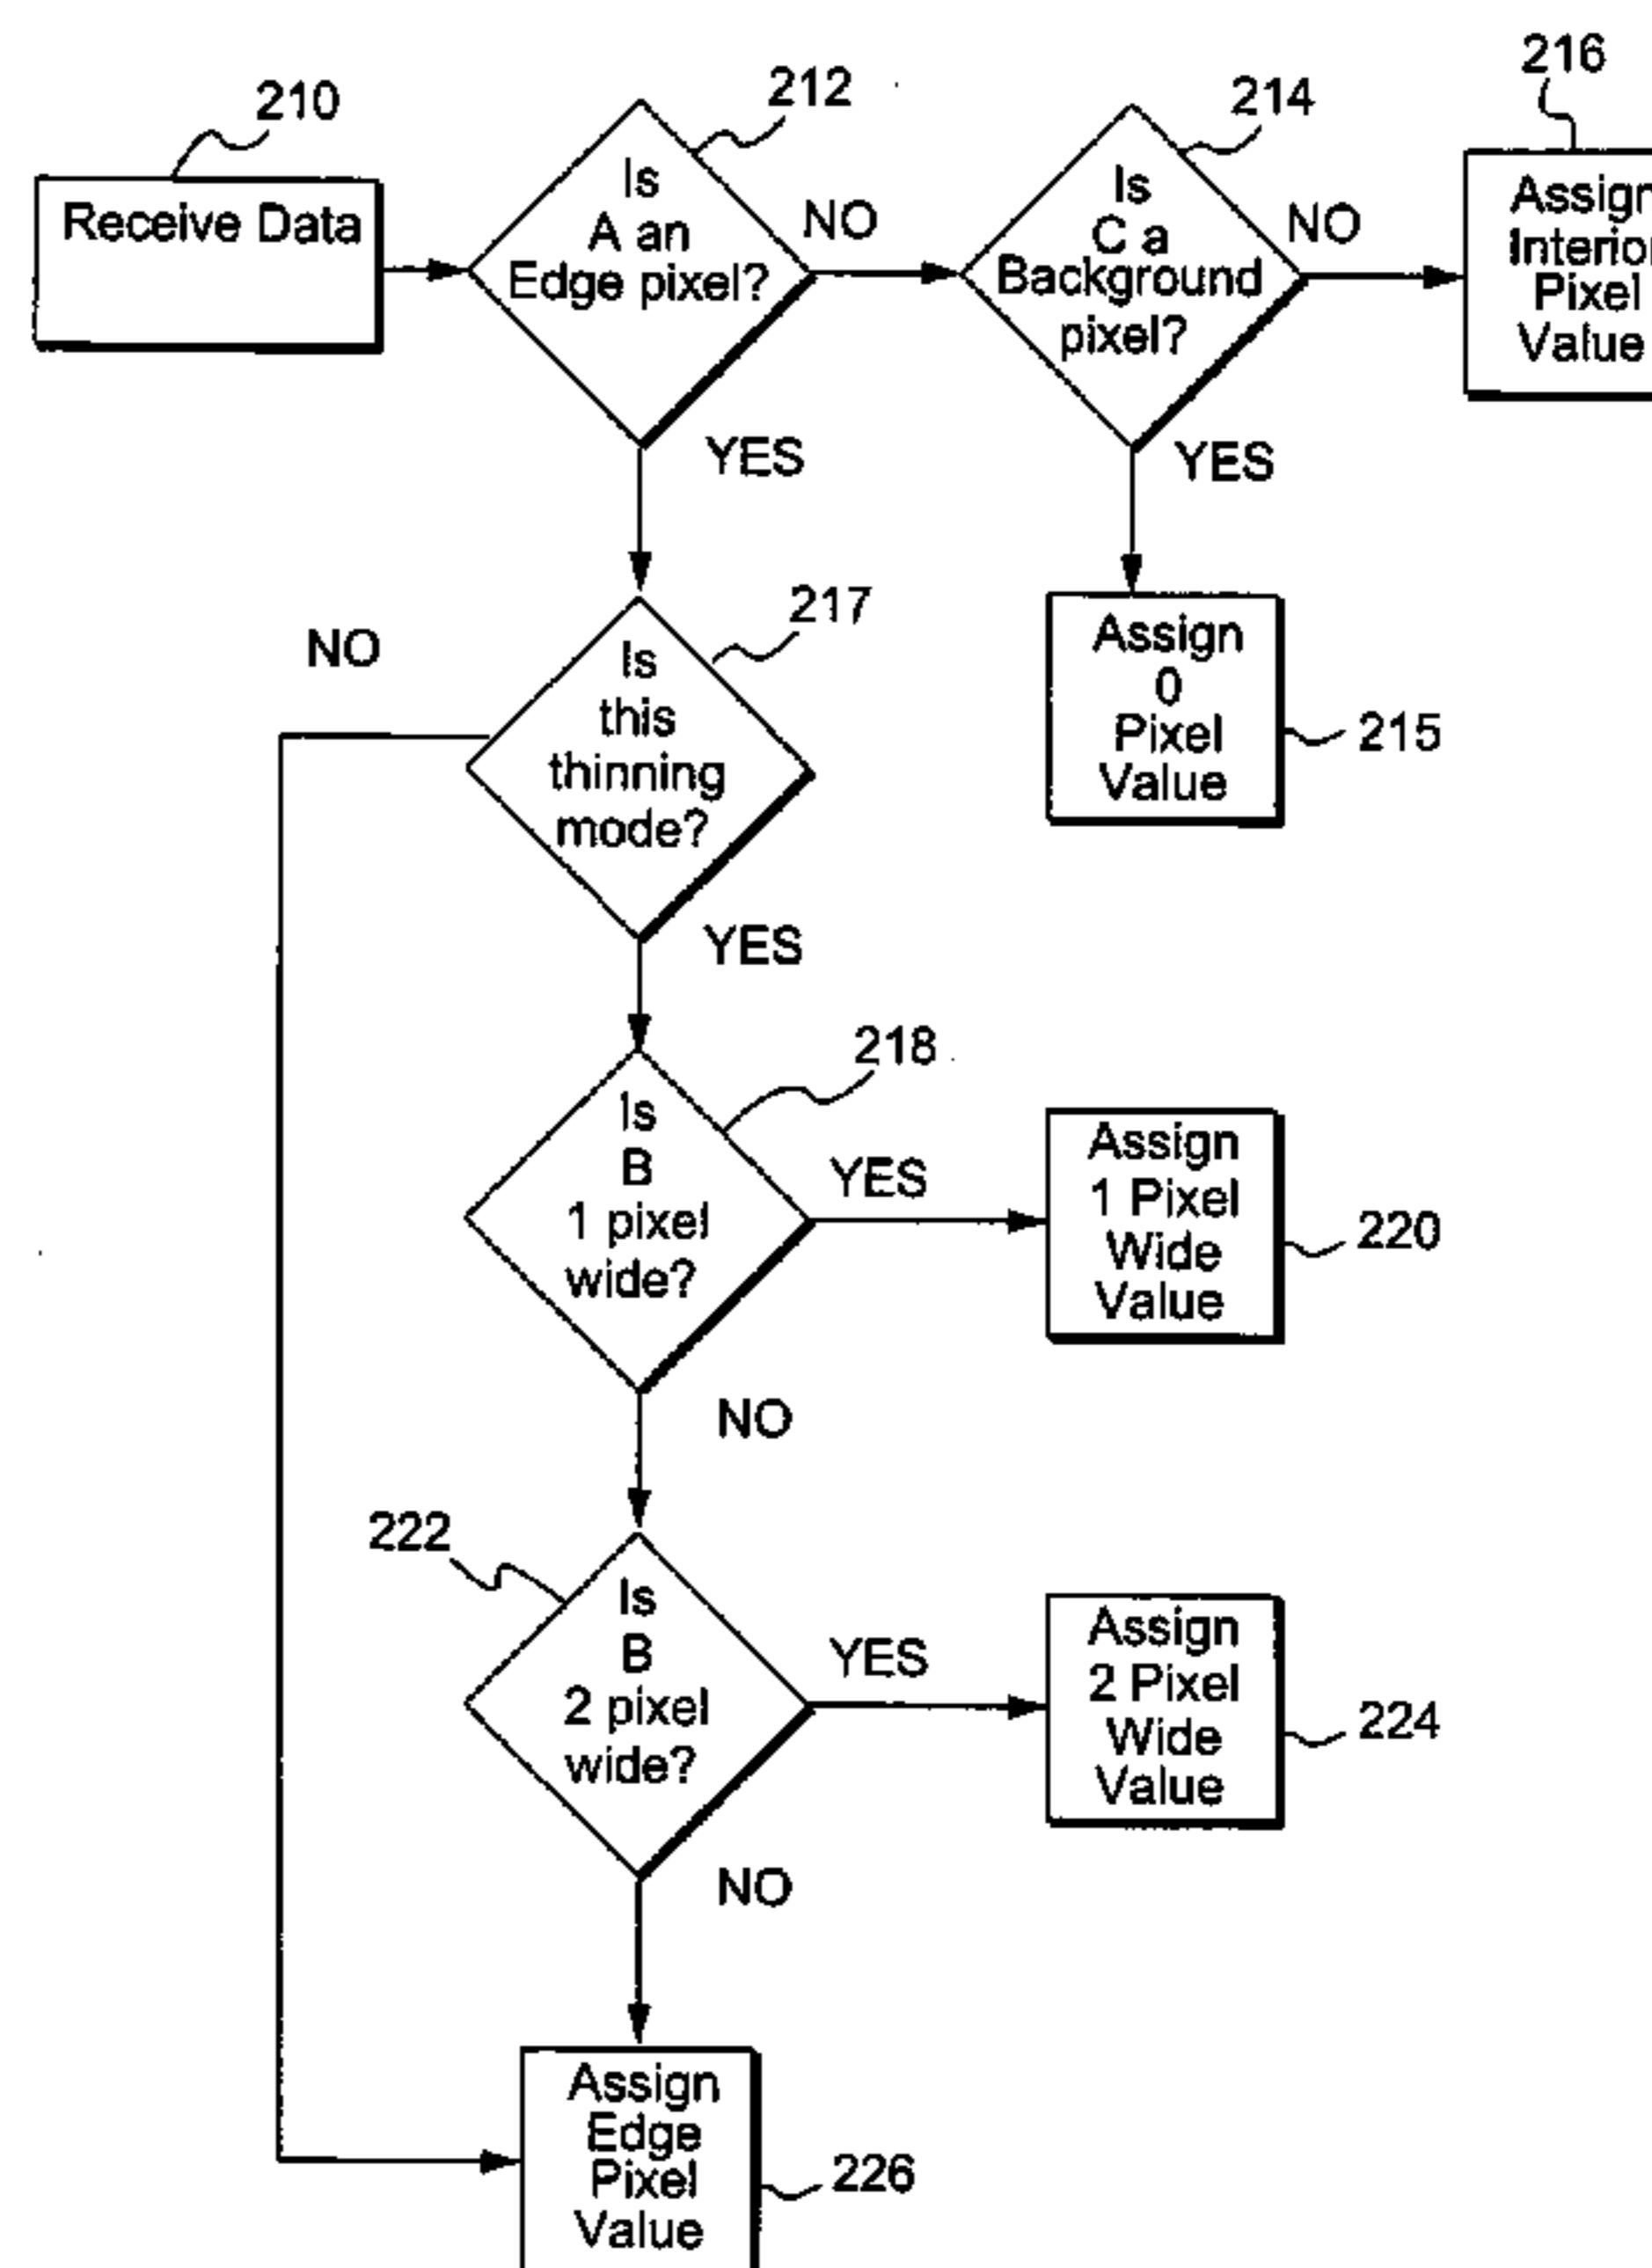 210
Receive Data
212
Is
A an
Edge pixel?
NO
YES
214
Is
C a
Background
pixel?
NO
YES
216
Assign
Interior
Pixel
Value
Assign
0
Pixel
Value
215
217
Is
this
thinning
mode?
NO
YES
218
Is
B
1 pixel
wide?
YES
NO
Assign
1 Pixel
Wide
Value
220
222
Is
B
2 pixel
wide?
YES
NO
Assign
2 Pixel
Wide
Value
224
Assign
Edge
Pixel
Value
226